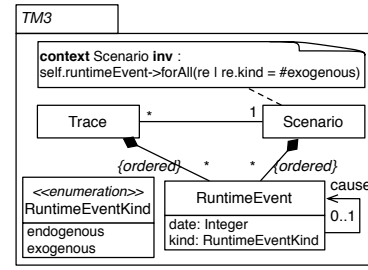 TM3
context Scenario inv :
self.runtimeEvent->forAll(re | re.kind = #exogenous)
Trace
*
1
Scenario
{ordered}
*
*
{ordered}
<<enumeration>>
RuntimeEventKind
endogenous
exogenous
RuntimeEvent
date: Integer
kind: RuntimeEventKind
cause
0..1